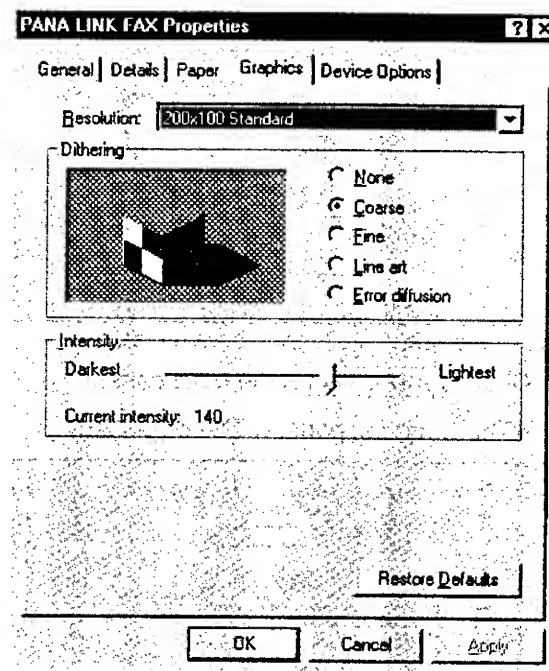 PANA LINK FAX Properties
General Details Paper Graphics Device Options
Resolution: 200x100 Standard
Dithering
None
Coarse
Fine
Line art
Error diffusion
Intensity
Darkest Lightest
Current intensity: 140
Restore Defaults
OK Cancel Apply